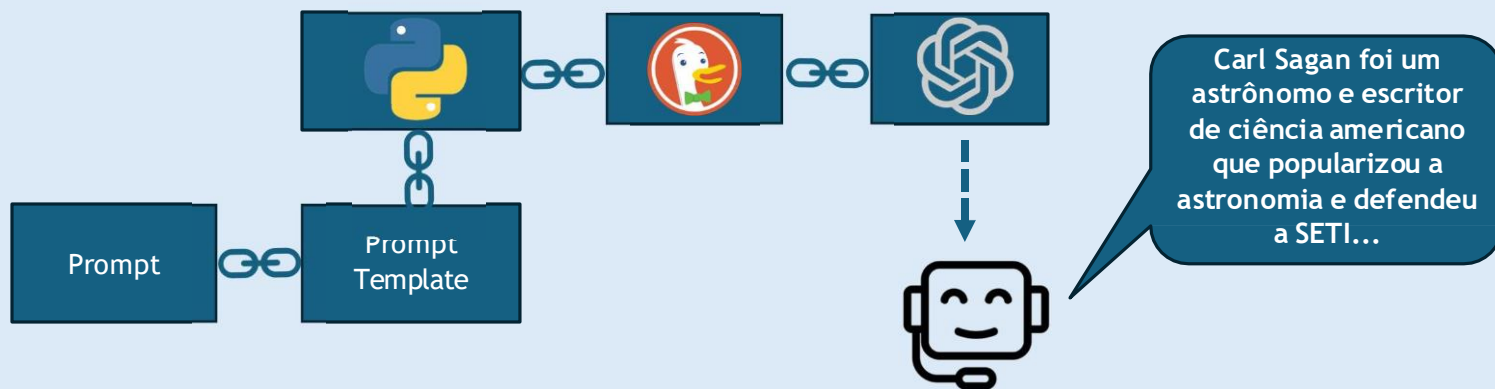 Carl Sagan foi um
astrônomo e escritor
de ciência americano
que popularizou a
astronomia e defendeu
a SETI...
Prompt
Prompt
Template